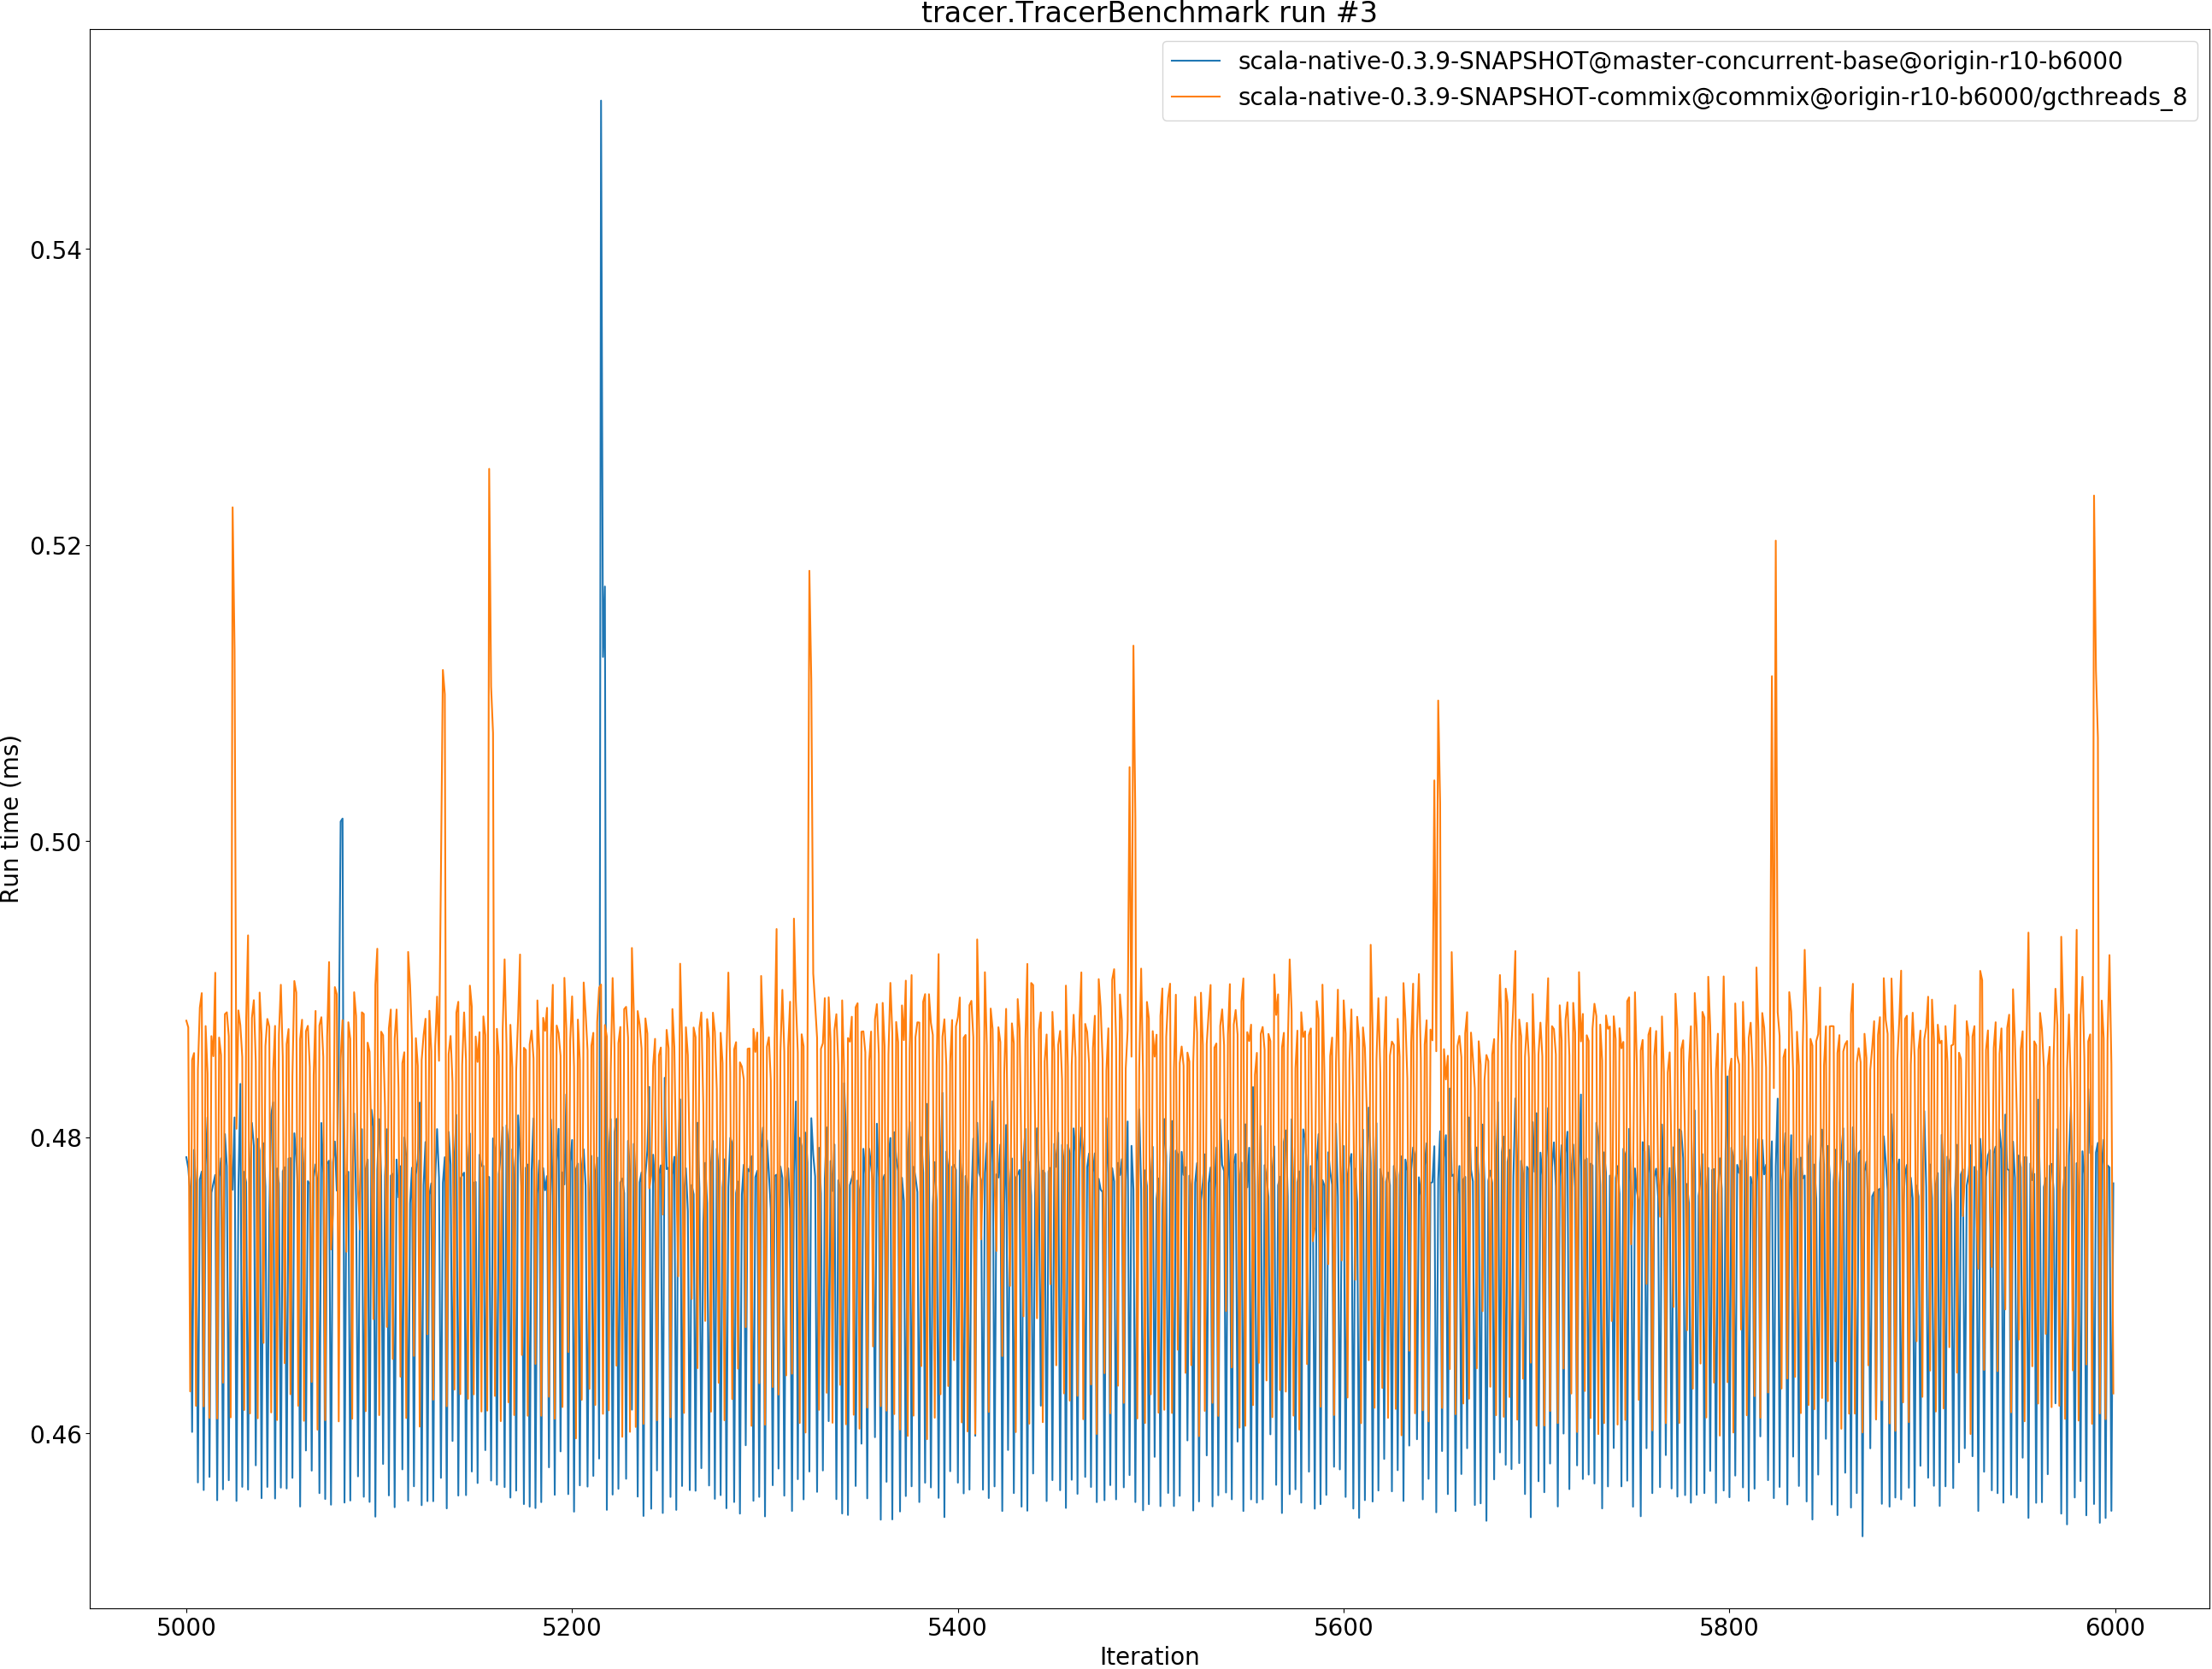 tracer.TracerBenchmark run #3
scala-native-0.3.9-SNAPSHOT@master-concurrent-base@origin-r10-b6000
scala-native-0.3.9-SNAPSHOT-commix@commix@origin-r10-b6000/gcthreads_8
Run time (ms)
0.54
0.52
0.50
0.48
0.46
5000 5200 5400 5600 5800 6000
Iteration